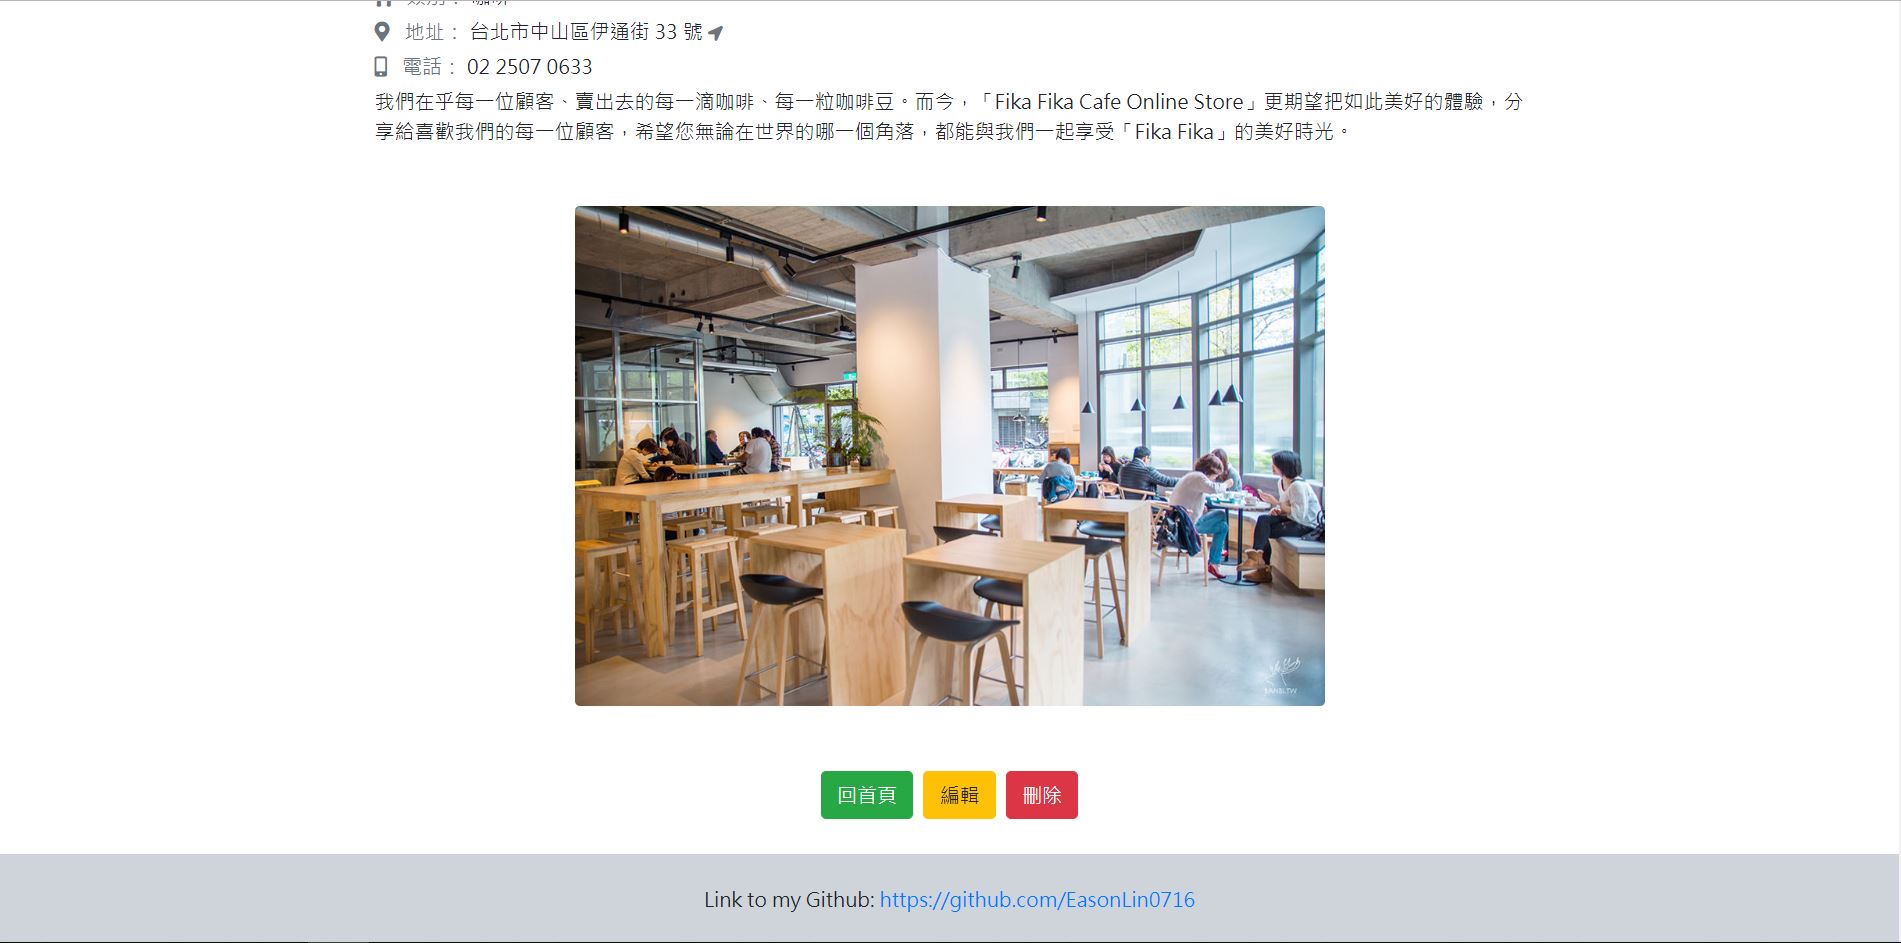 地址： 台北市中山區伊通街 33 號
電話： 02 2507 0633
我們在乎每一位顧客、賣出去的每一滴咖啡、每一粒咖啡豆。而今，「Fika Fika Cafe Online Store」更期望把如此美好的體驗，分
享給喜歡我們的每一位顧客，希望您無論在世界的哪一個角落，都能與我們一起享受「Fika Fika」的美好時光。
回首頁 編輯 刪除
Link to my Github: https://github.com/EasonLin0716